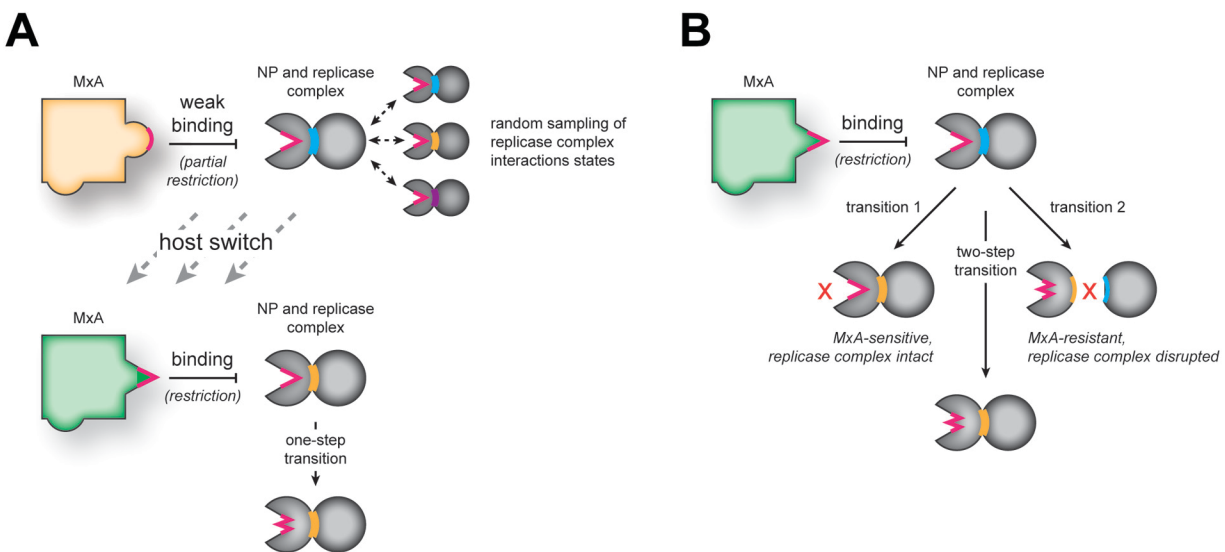 A
MxA
weak
binding
(partial
restriction)
NP and replicase
complex
random sampling of
replicase complex
interactions states
host switch
MxA
binding
(restriction)
NP and replicase
complex
one-step
transition
B
MxA
binding
(restriction)
NP and replicase
complex
transition 1
transition 2
two-step
transition
X
X
MxA-sensitive,
replicase complex intact
MxA-resistant,
replicase complex disrupted